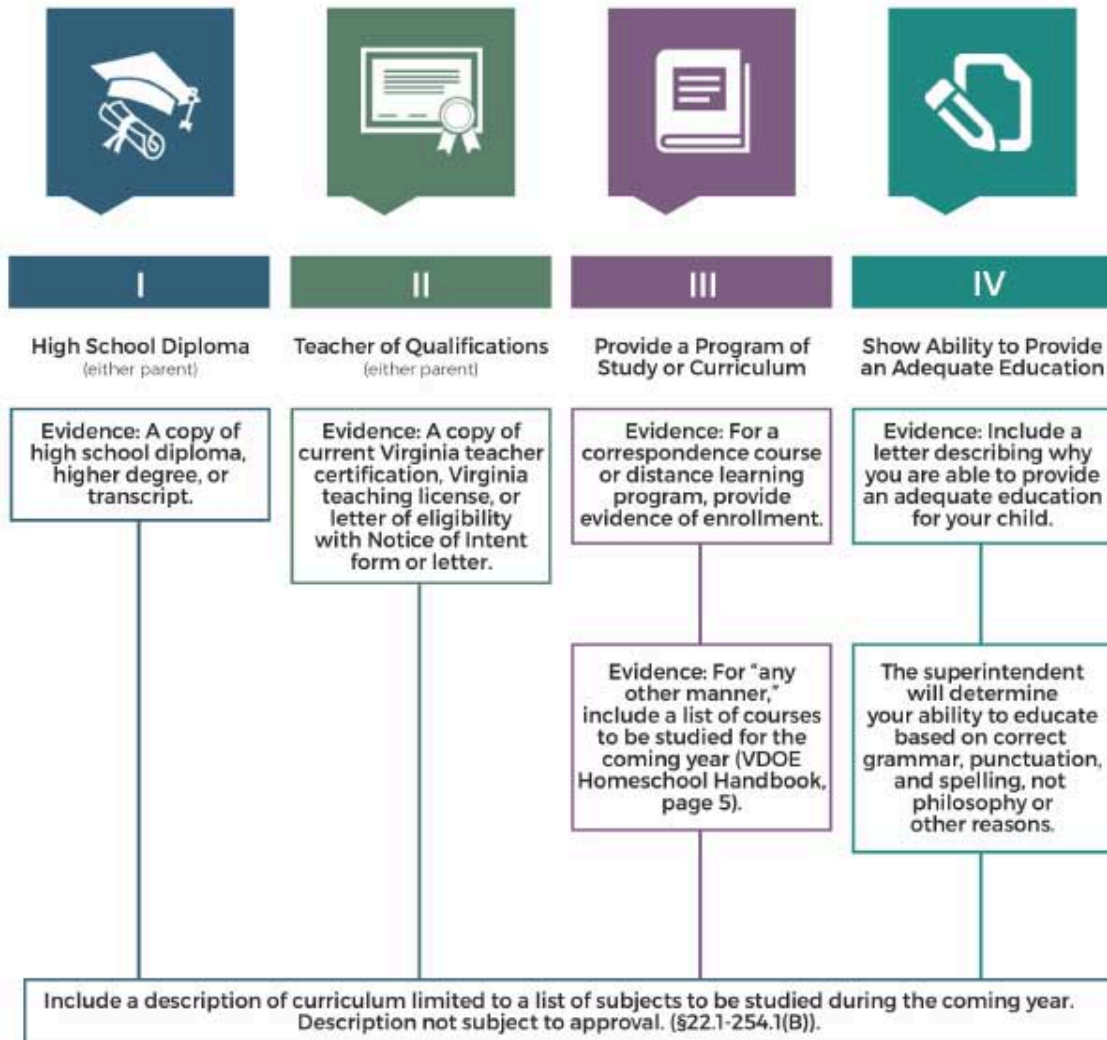 I
High School Diploma
(either parent)
Evidence: A copy of
high school diploma,
higher degree, or
transcript.
II
Teacher of Qualifications
(either parent)
Evidence: A copy of
current Virginia teacher
certification, Virginia
teaching license, or
letter of eligibility
with Notice of Intent
form or letter.
III
Provide a Program of
Study or Curriculum
Evidence: For a
correspondence course
or distance learning
program, provide
evidence of enrollment.
Evidence: For “any
other manner,”
include a list of courses
to be studied for the
coming year (VDOE
Homeschool Handbook,
page 5).
IV
Show Ability to Provide
an Adequate Education
Evidence: Include a
letter describing why
you are able to provide
an adequate education
for your child.
The superintendent
will determine
your ability to educate
based on correct
grammar, punctuation,
and spelling, not
philosophy or
other reasons.
Include a description of curriculum limited to a list of subjects to be studied during the coming year.
Description not subject to approval. (§22.1-254.1(B)).